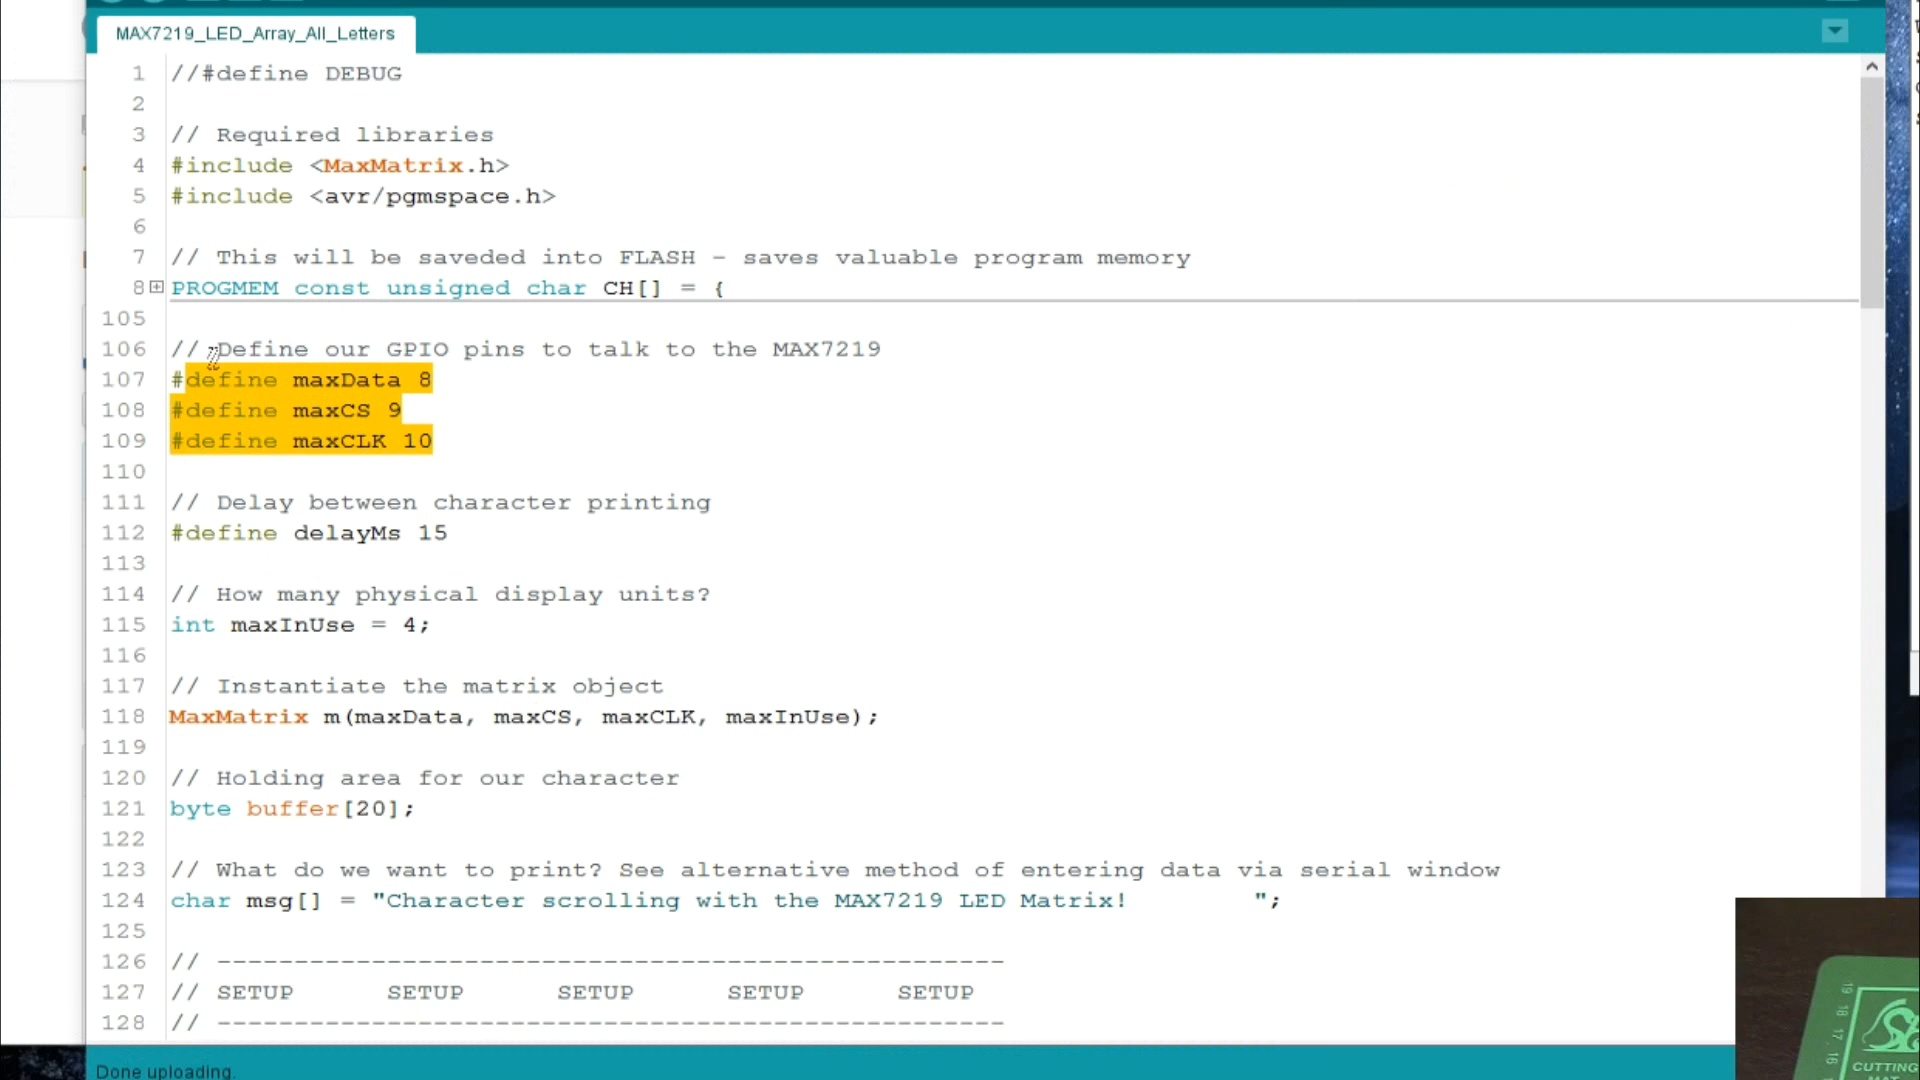 MAX7219_LED_Array_All_Letters
1 //#define DEBUG
2
3 // Required libraries
4 #include <MaxMatrix.h>
5 #include <avr/pgmspace.h>
6
7 // This will be saveded into FLASH - saves valuable program memory
8 PROGMEM const unsigned char CH[] = {
105
106 // Define our GPIO pins to talk to the MAX7219
107 #define maxData 8
108 #define maxCS 9
109 #define maxCLK 10
110
111 // Delay between character printing
112 #define delayMs 15
113
114 // How many physical display units?
115 int maxInUse = 4;
116
117 // Instantiate the matrix object
118 MaxMatrix m(maxData, maxCS, maxCLK, maxInUse);
119
120 // Holding area for our character
121 byte buffer[20];
122
123 // What do we want to print? See alternative method of entering data via serial window
124 char msg[] = "Character scrolling with the MAX7219 LED Matrix!        ";
125
126 // ---------------------------------------------------
127 // SETUP      SETUP      SETUP      SETUP      SETUP
128 // ---------------------------------------------------
Done uploading.
19 18 17 16
CUTTING
MAT